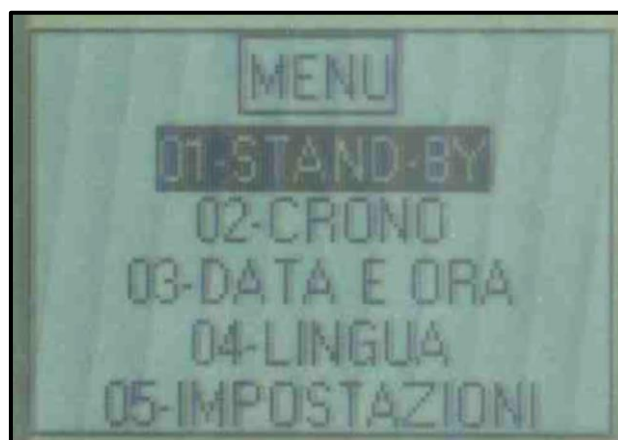 MENU
01-STAND-BY
02-CRONO
03-DATA E ORA
04-LINGUA
05-IMPOSTAZIONI